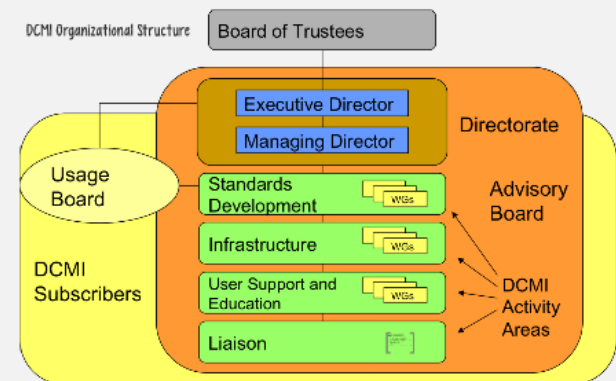 DCMI Organizational Structure
Board of Trustees
Executive Director
Managing Director
Directorate
Usage
Board
Standards
Development
WGs
Advisory
Board
Infrastructure
WGs
DCMI
Subscribers
User Support and
Education
WGs
DCMI
Activity
Areas
Liaison